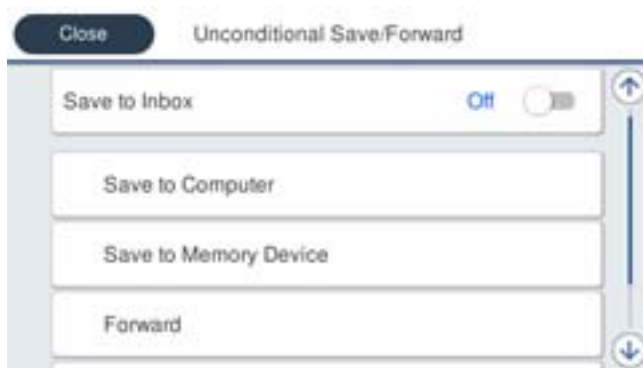 Close Unconditional Save/Forward
Save to Inbox Off
Save to Computer
Save to Memory Device
Forward